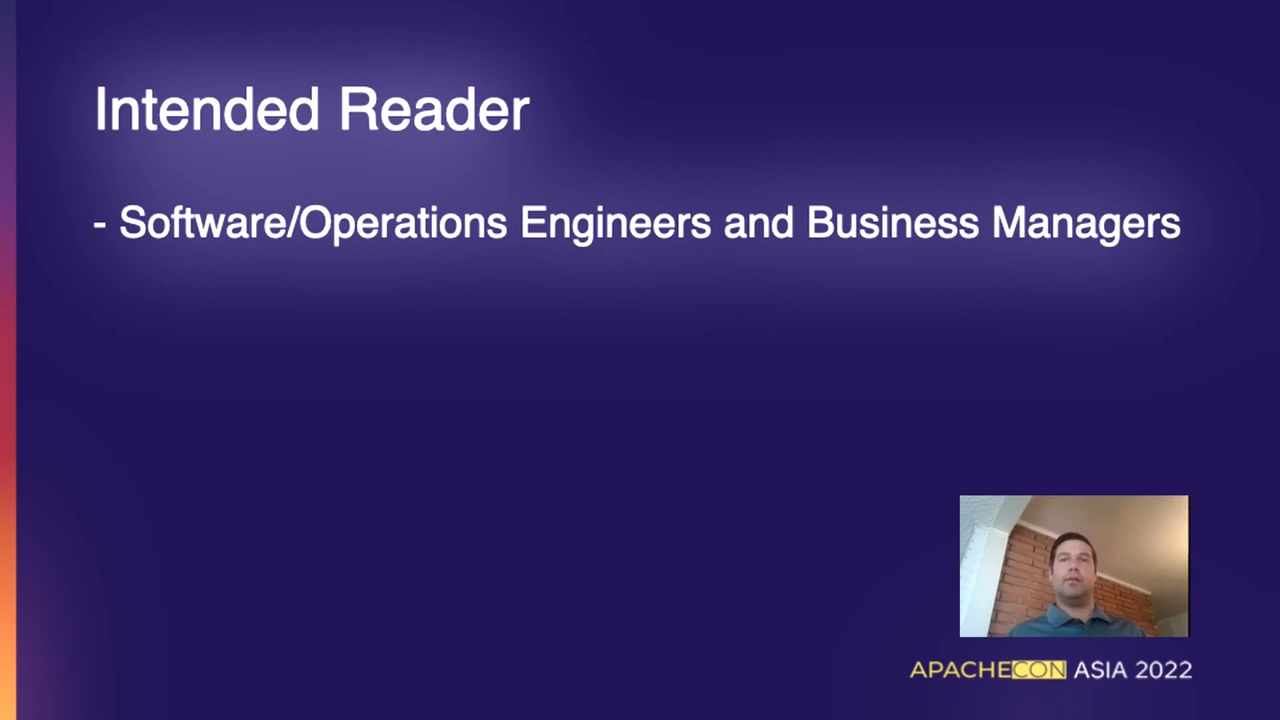 Intended Reader
- Software/Operations Engineers and Business Managers
APACHECON ASIA 2022